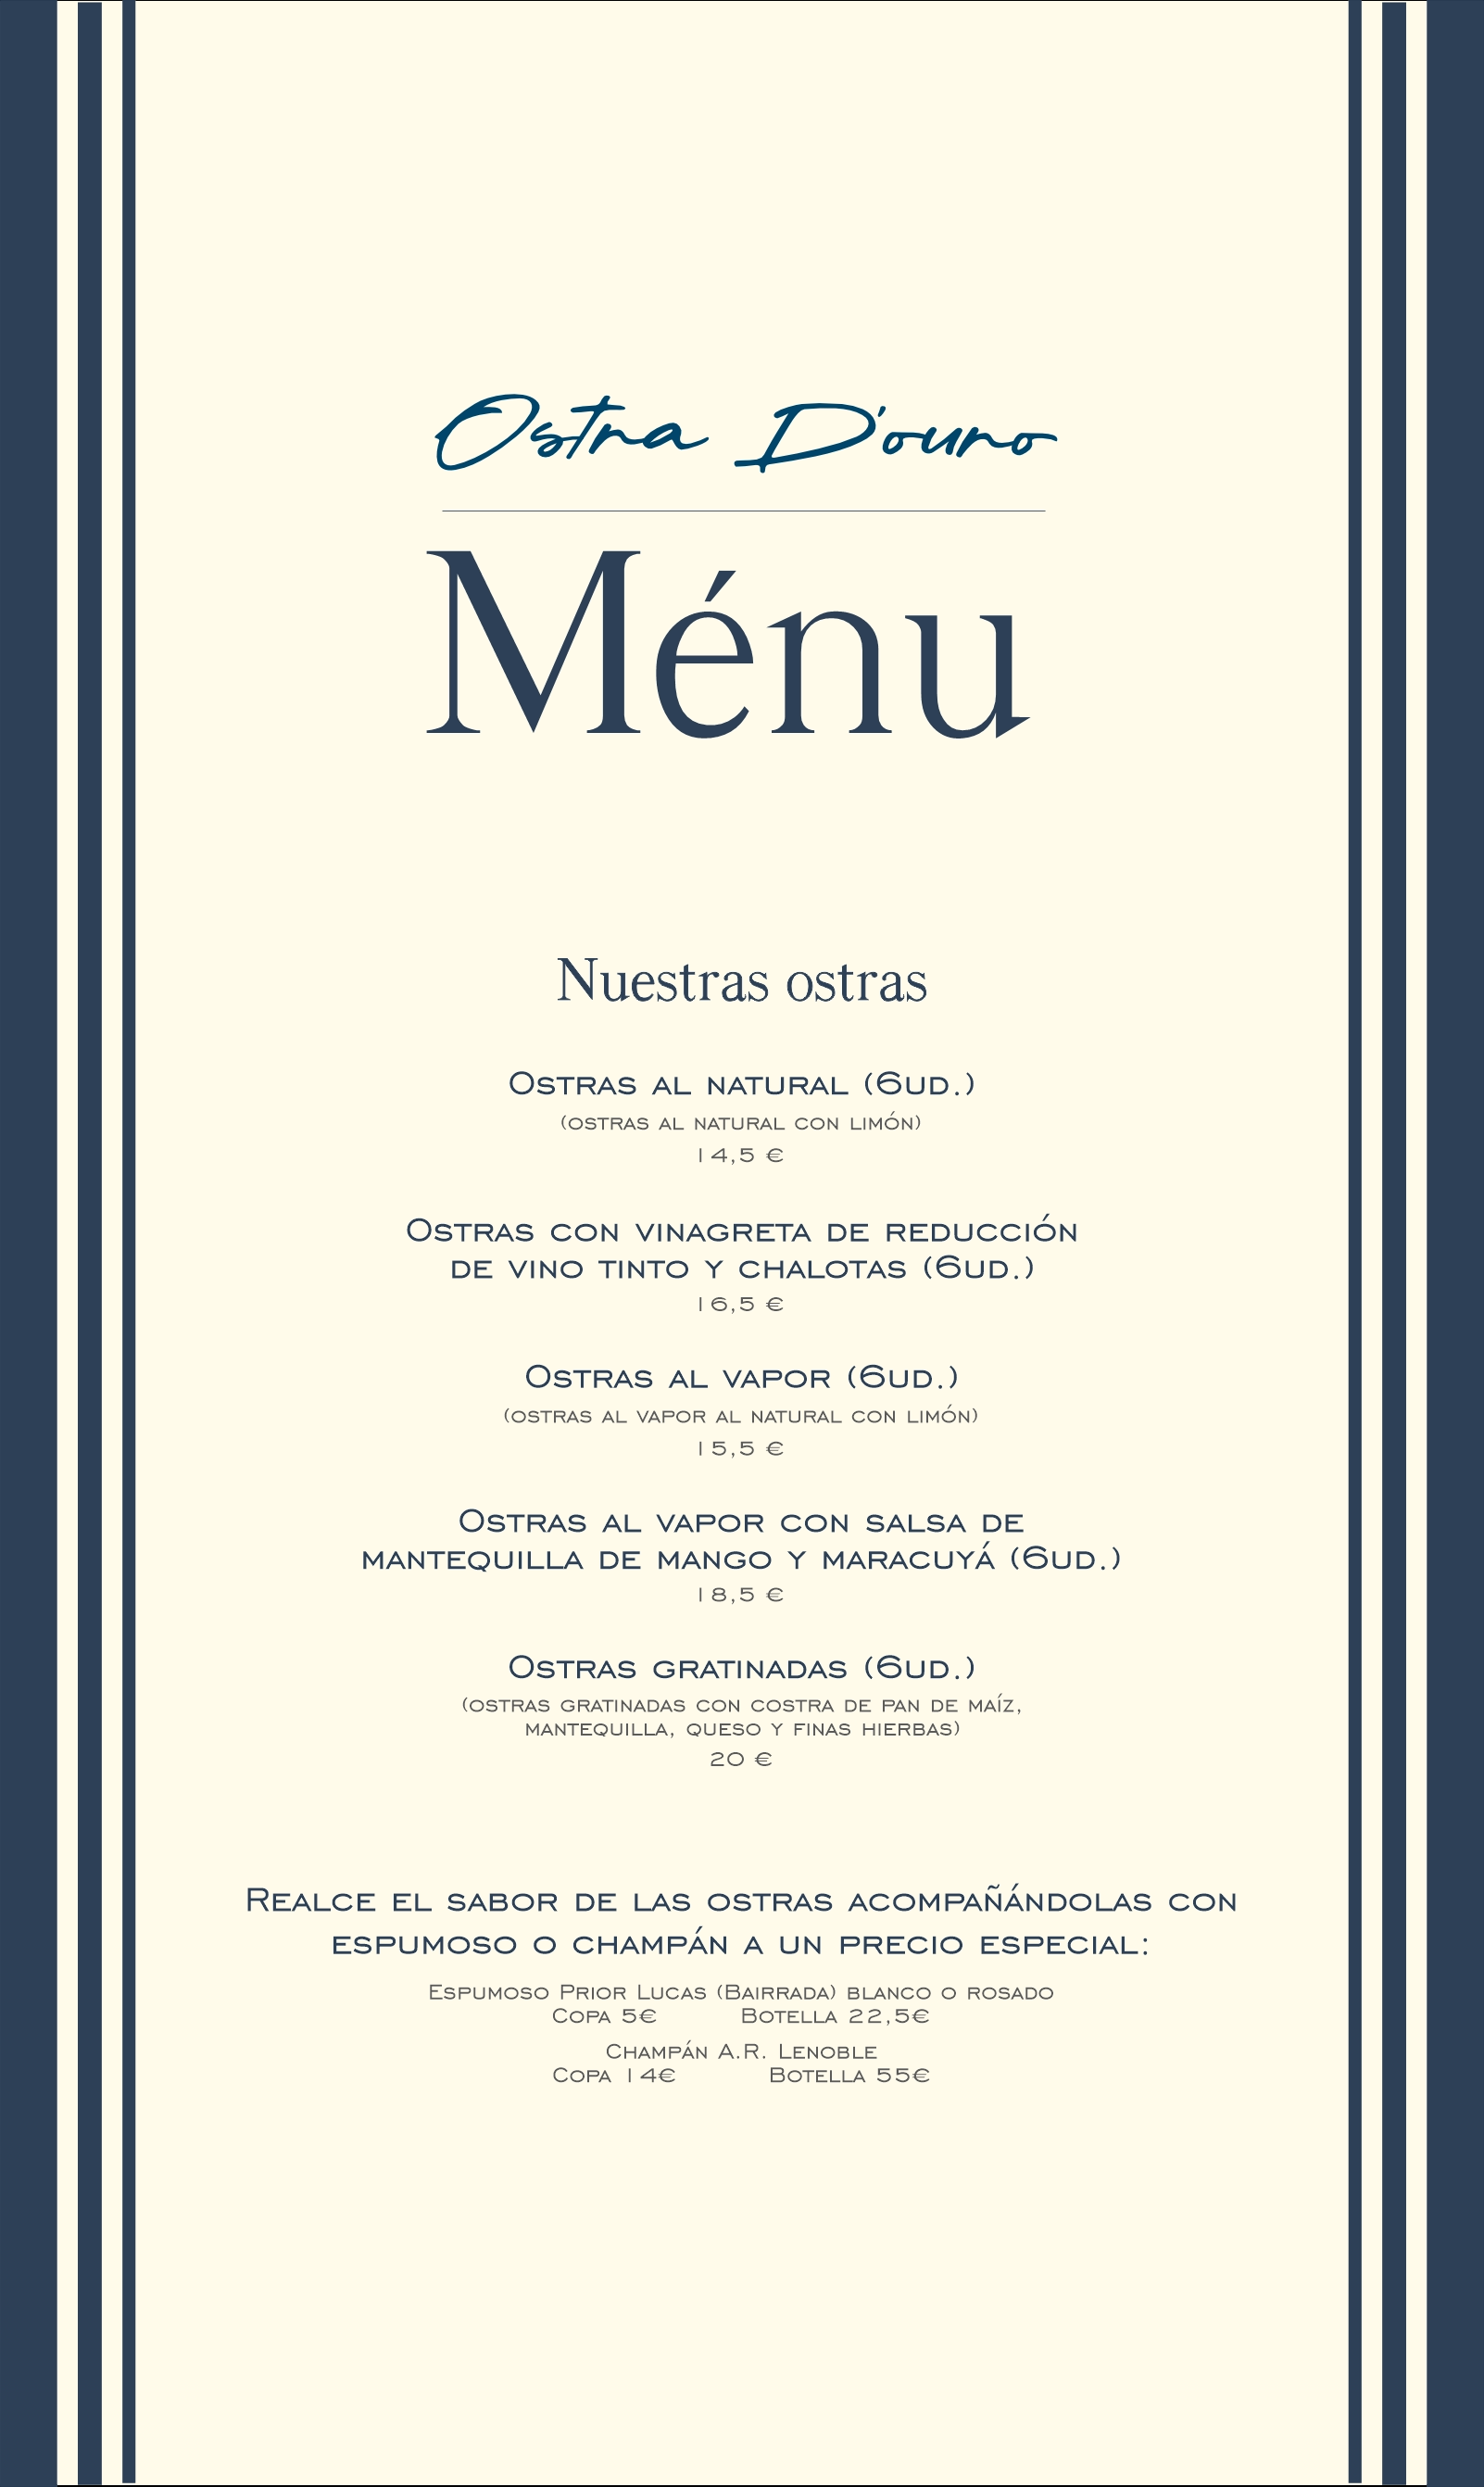 Ostra D'ouro
Ménu
Nuestras ostras
Ostras al natural (6ud.)
(ostras al natural con limón)
14,5 €
Ostras con vinagreta de reducción
de vino tinto y chalotas (6ud.)
16,5 €
Ostras al vapor (6ud.)
(ostras al vapor al natural con limón)
15,5 €
Ostras al vapor con salsa de
mantequilla de mango y maracuyá (6ud.)
18,5 €
Ostras gratinadas (6ud.)
(ostras gratinadas con costra de pan de maíz,
mantequilla, queso y finas hierbas)
20 €
Realce el sabor de las ostras acompañándolas con
espumoso o champán a un precio especial:
Espumoso Prior Lucas (Bairrada) blanco o rosado
Copa 5€ Botella 22,5€
Champán A.R. Lenoble
Copa 14€ Botella 55€